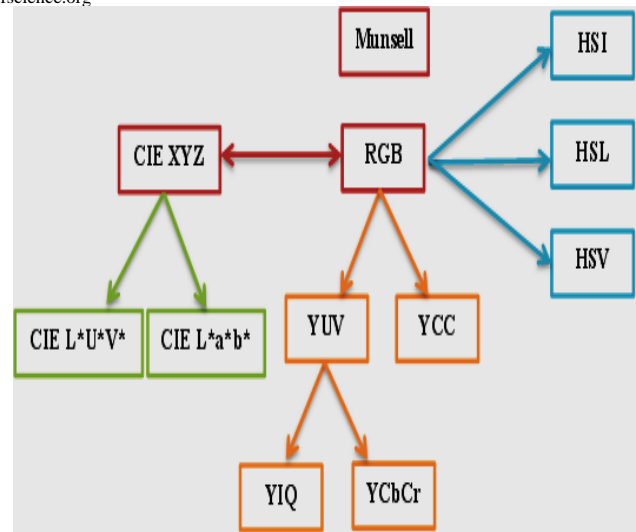 Munsell
HSI
CIE XYZ
RGB
HSL
HSV
CIE L*U*V*
CIE L*a*b*
YUV
YCC
YIQ
YCbCr